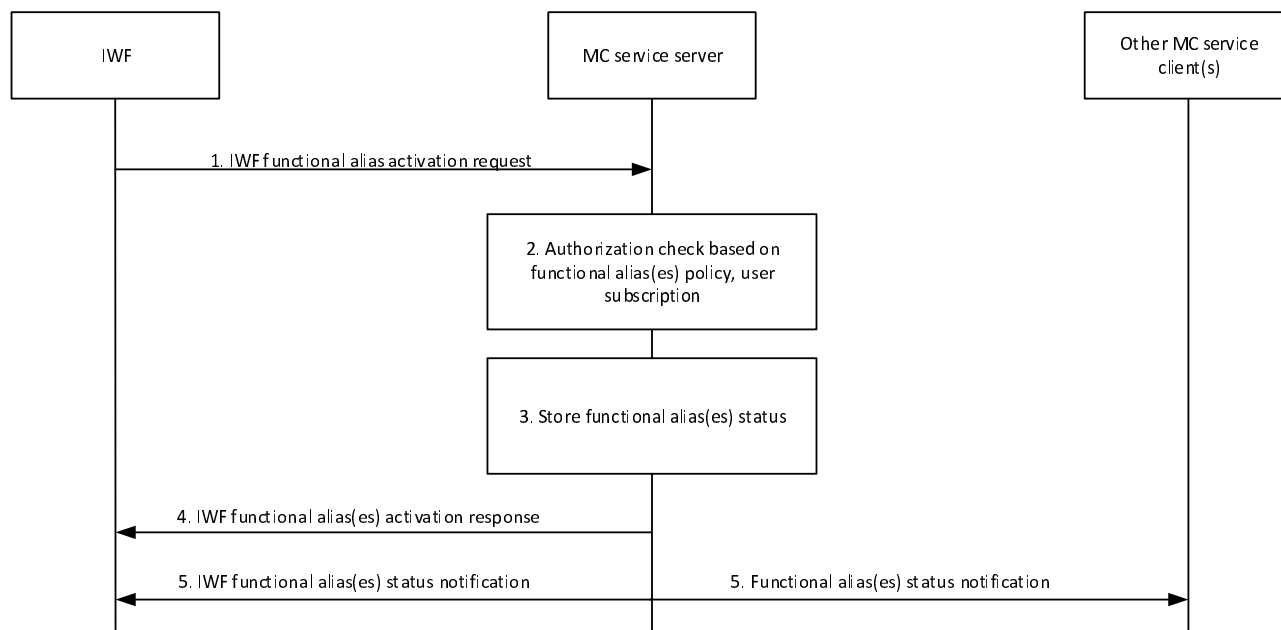 IWF
MC service server
Other MC service
client(s)
1. IWF functional alias activation request
2. Authorization check based on
functional alias(es) policy, user
subscription
3. Store functional alias(es) status
4. IWF functional alias(es) activation response
5. IWF functional alias(es) status notification
5. Functional alias(es) status notification